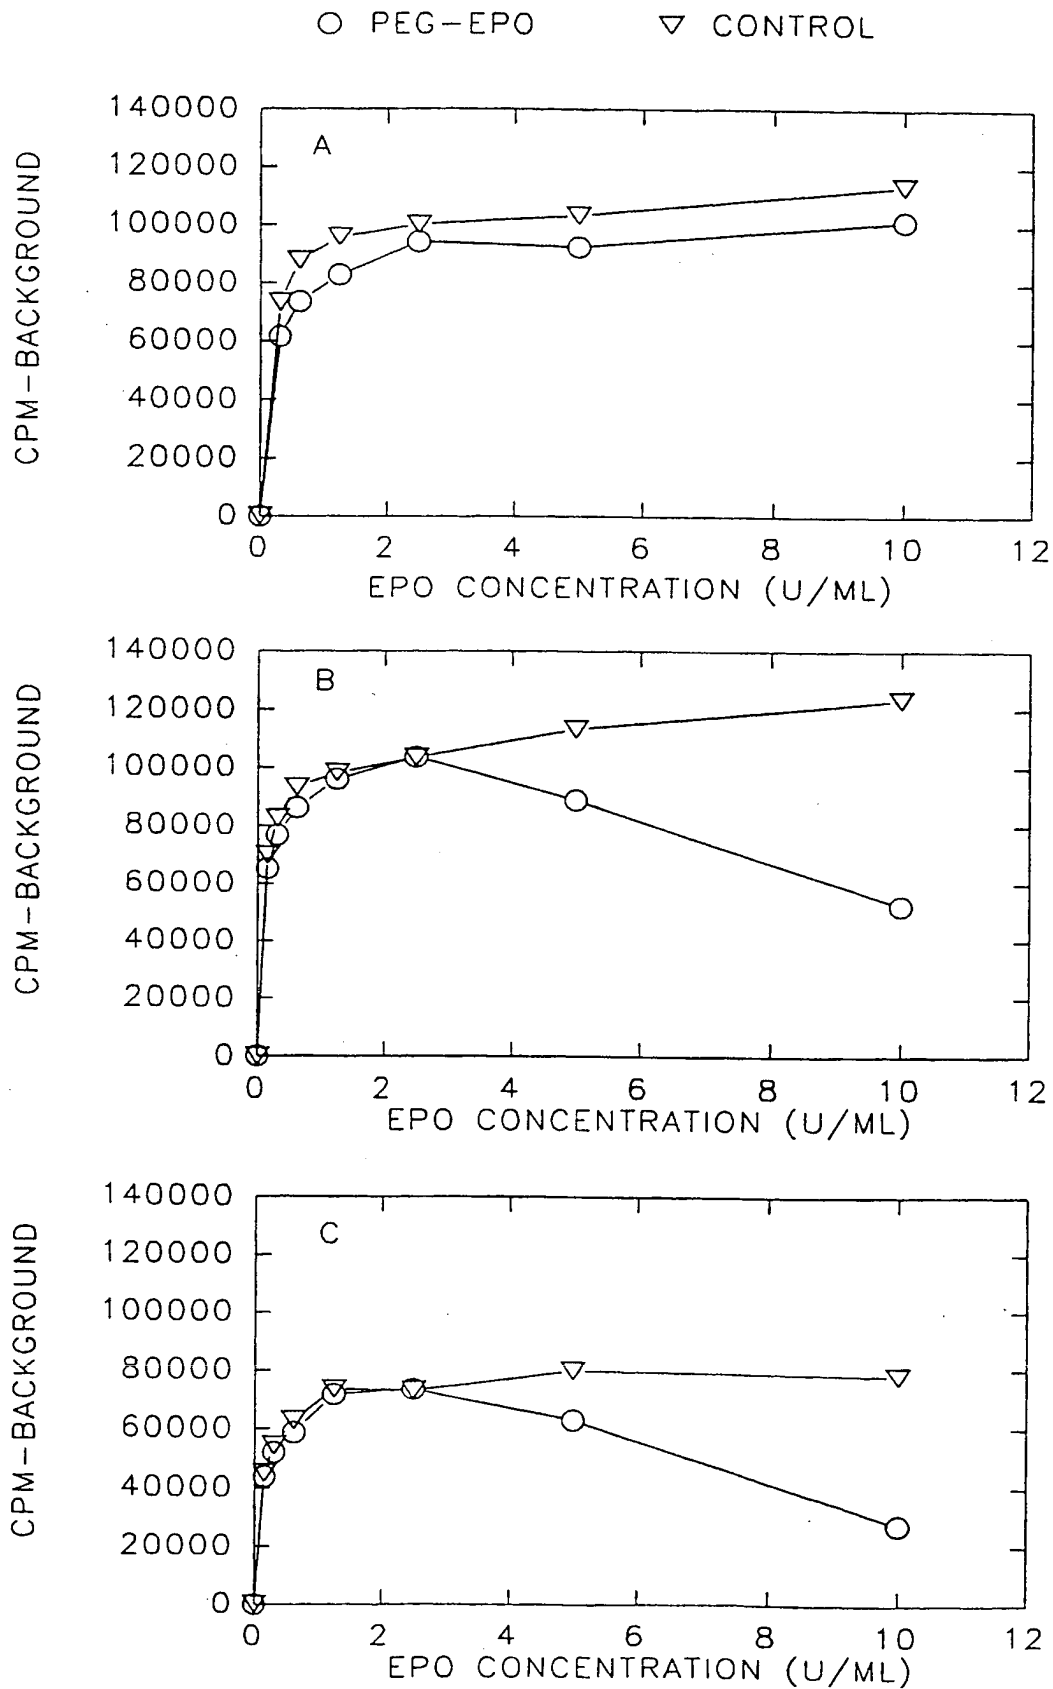 ○ PEG-EPO ▽ CONTROL
CPM-BACKGROUND
140000
120000
100000
80000
60000
40000
20000
0
A
0 2 4 6 8 10 12
EPO CONCENTRATION (U/ML)
CPM-BACKGROUND
140000
120000
100000
80000
60000
40000
20000
0
B
0 2 4 6 8 10 12
EPO CONCENTRATION (U/ML)
CPM-BACKGROUND
140000
120000
100000
80000
60000
40000
20000
0
C
0 2 4 6 8 10 12
EPO CONCENTRATION (U/ML)